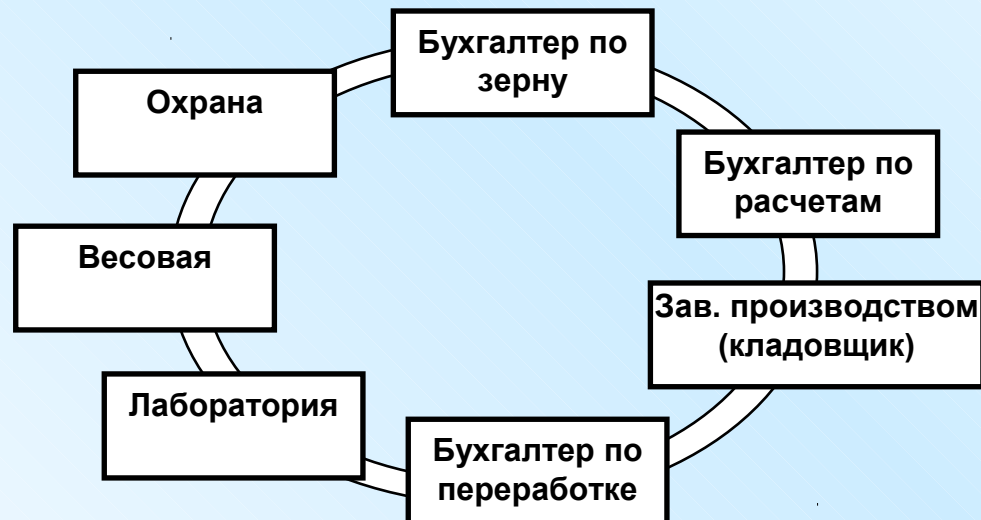 Бухгалтер по
зерну
Охрана
Бухгалтер по
расчетам
Весовая
Зав. производством
(кладовщик)
Лаборатория
Бухгалтер по
переработке